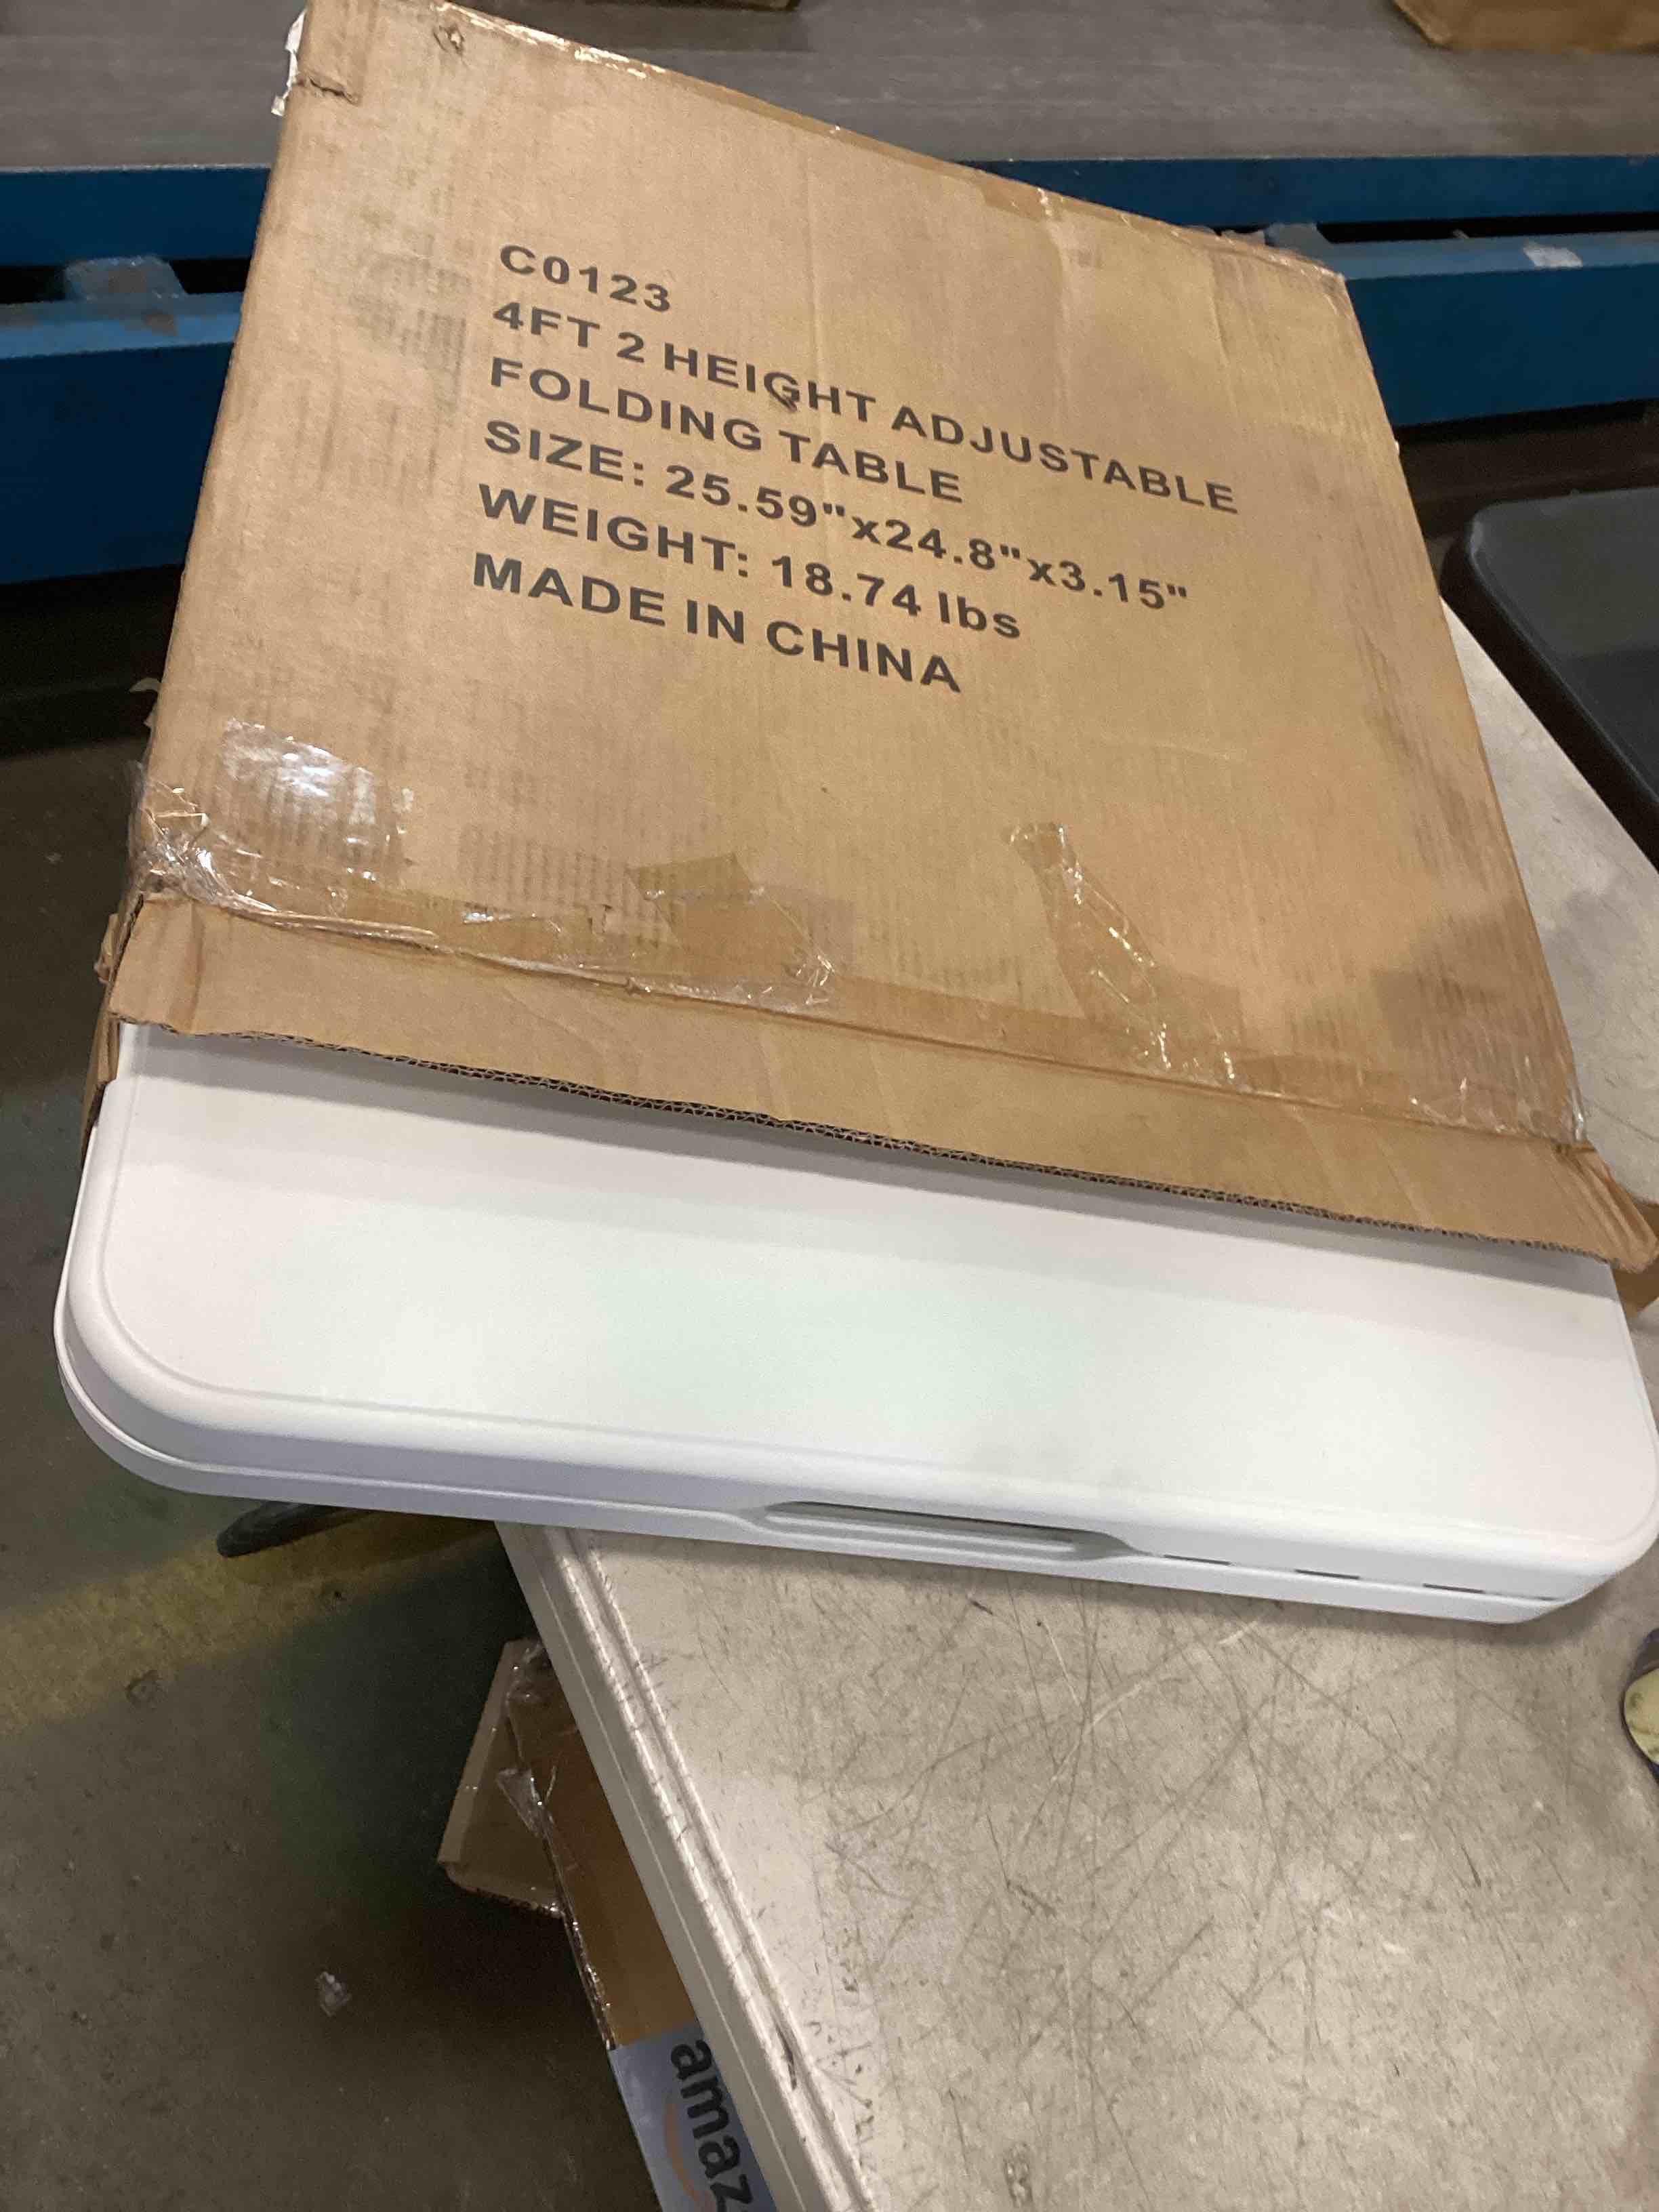 C0123
4FT 2 HEIGHT ADJUSTABLE
FOLDING TABLE
SIZE: 25.59"x24.8"x3.15"
WEIGHT: 18.74 lbs
MADE IN CHINA
amaz